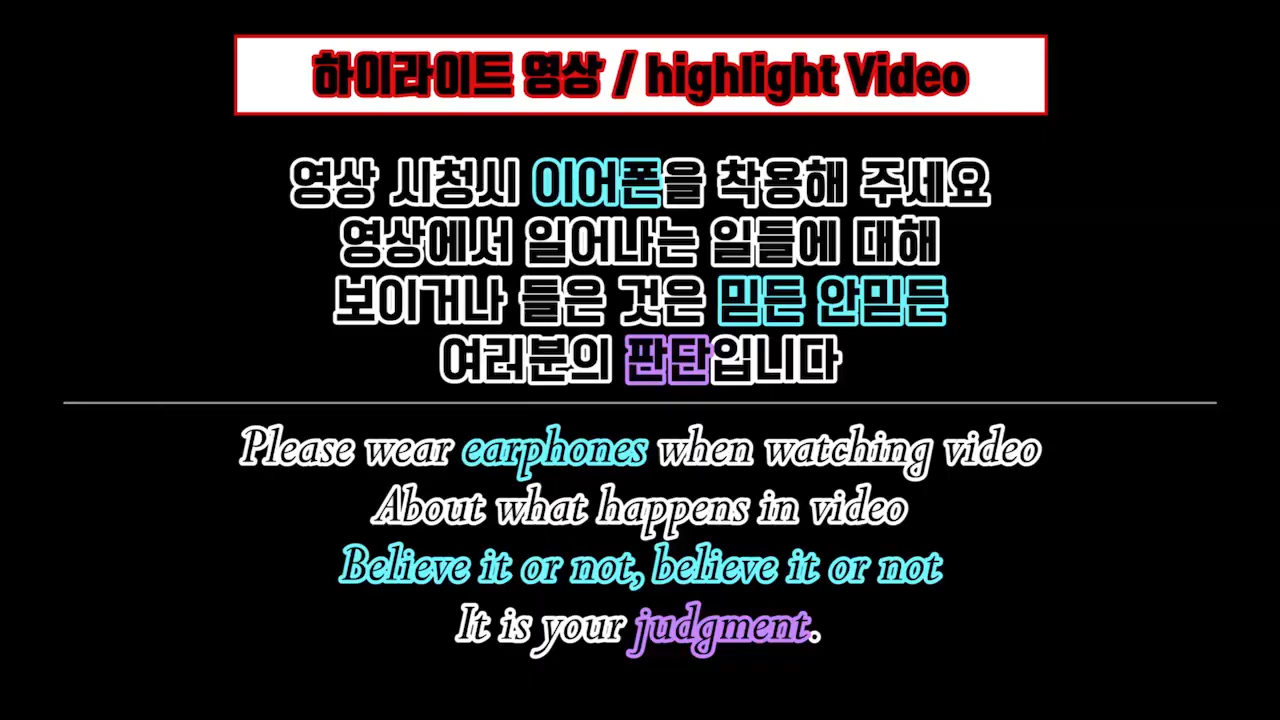 하이라이트 영상 / highlight Video
영상 시청시 이어폰을 착용해 주세요
영상에서 일어나는 일들에 대해
보이거나 들은 것은 믿든 안믿든
여러분의 판단입니다
Please wear earphones when watching video
About what happens in video
Believe it or not, believe it or not
It is your judgment.